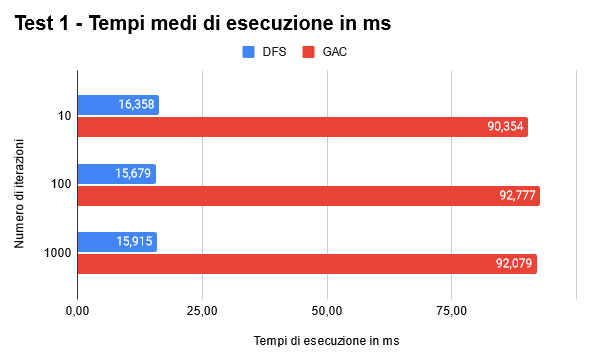 Test 1 - Tempi medi di esecuzione in ms
DFS GAC
Numero di iterazioni
10
16,358
90,354
100
15,679
92,777
1000
15,915
92,079
0,00 25,00 50,00 75,00
Tempi di esecuzione in ms